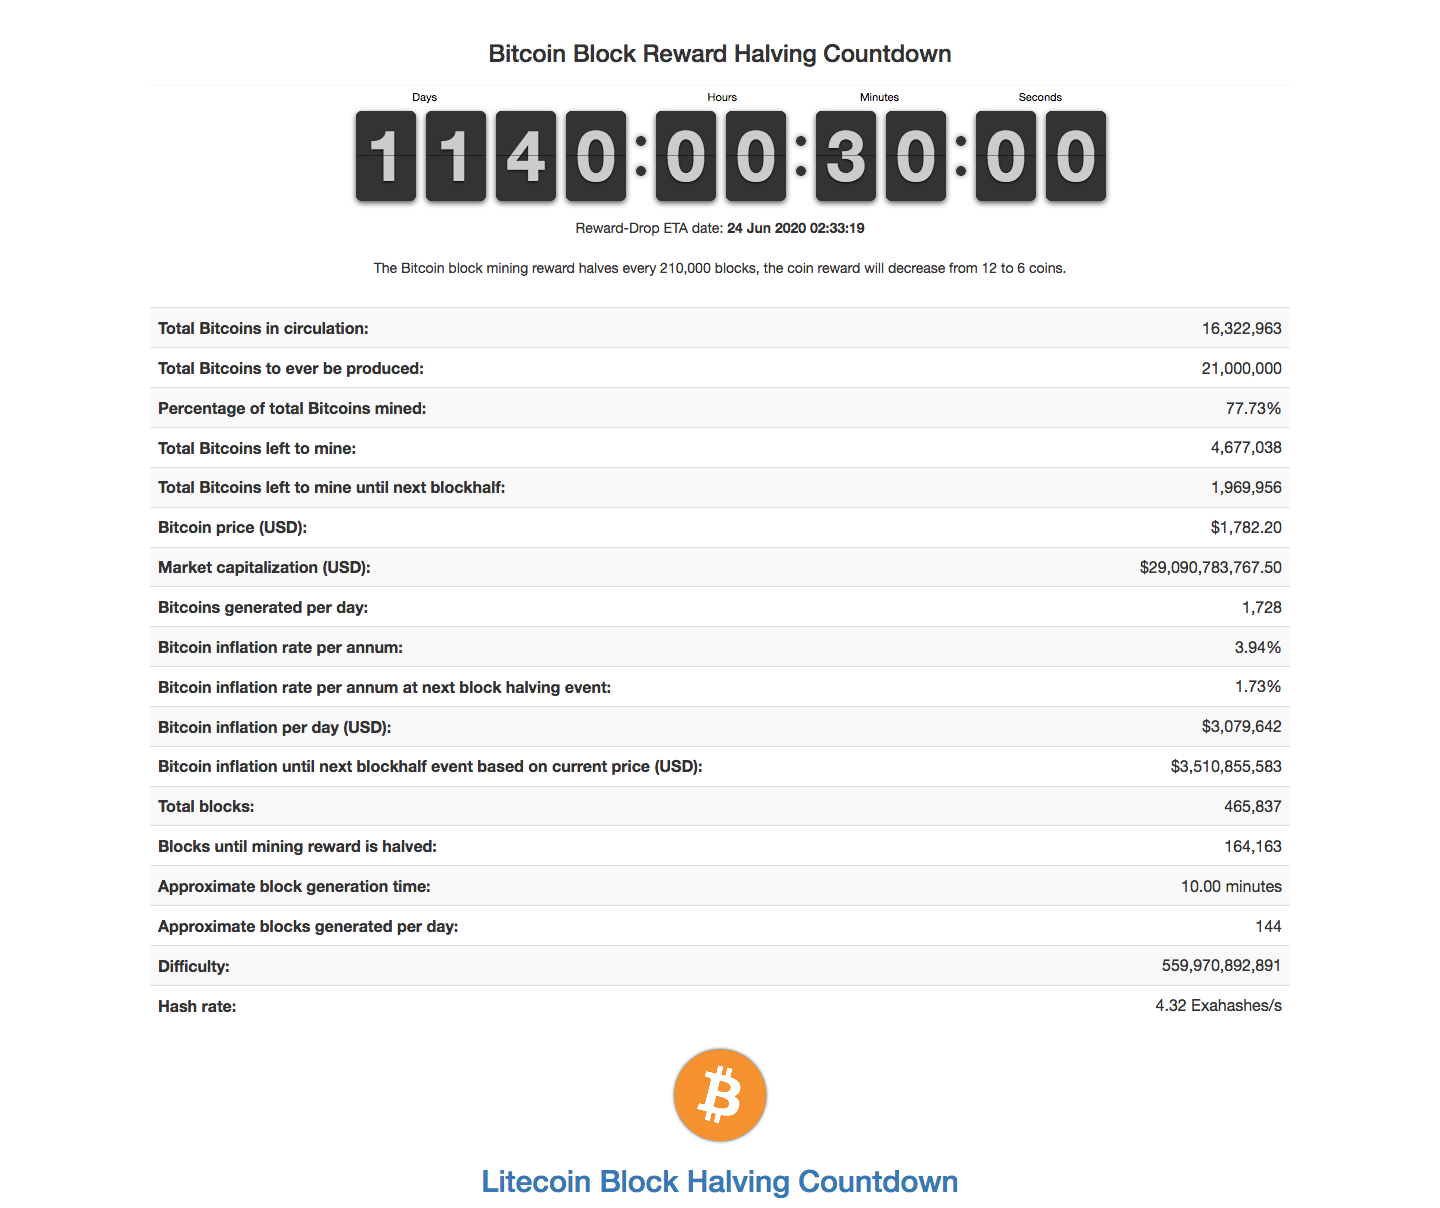 Bitcoin Block Reward Halving Countdown
Days Hours Minutes Seconds
1140:00:30:00
Reward-Drop ETA date: 24 Jun 2020 02:33:19
The Bitcoin block mining reward halves every 210,000 blocks, the coin reward will decrease from 12 to 6 coins.
Total Bitcoins in circulation: 16,322,963
Total Bitcoins to ever be produced: 21,000,000
Percentage of total Bitcoins mined: 77.73%
Total Bitcoins left to mine: 4,677,038
Total Bitcoins left to mine until next blockhalf: 1,969,956
Bitcoin price (USD): $1,782.20
Market capitalization (USD): $29,090,783,767.50
Bitcoins generated per day: 1,728
Bitcoin inflation rate per annum: 3.94%
Bitcoin inflation rate per annum at next block halving event: 1.73%
Bitcoin inflation per day (USD): $3,079,642
Bitcoin inflation until next blockhalf event based on current price (USD): $3,510,855,583
Total blocks: 465,837
Blocks until mining reward is halved: 164,163
Approximate block generation time: 10.00 minutes
Approximate blocks generated per day: 144
Difficulty: 559,970,892,891
Hash rate: 4.32 Exahashes/s
Litecoin Block Halving Countdown